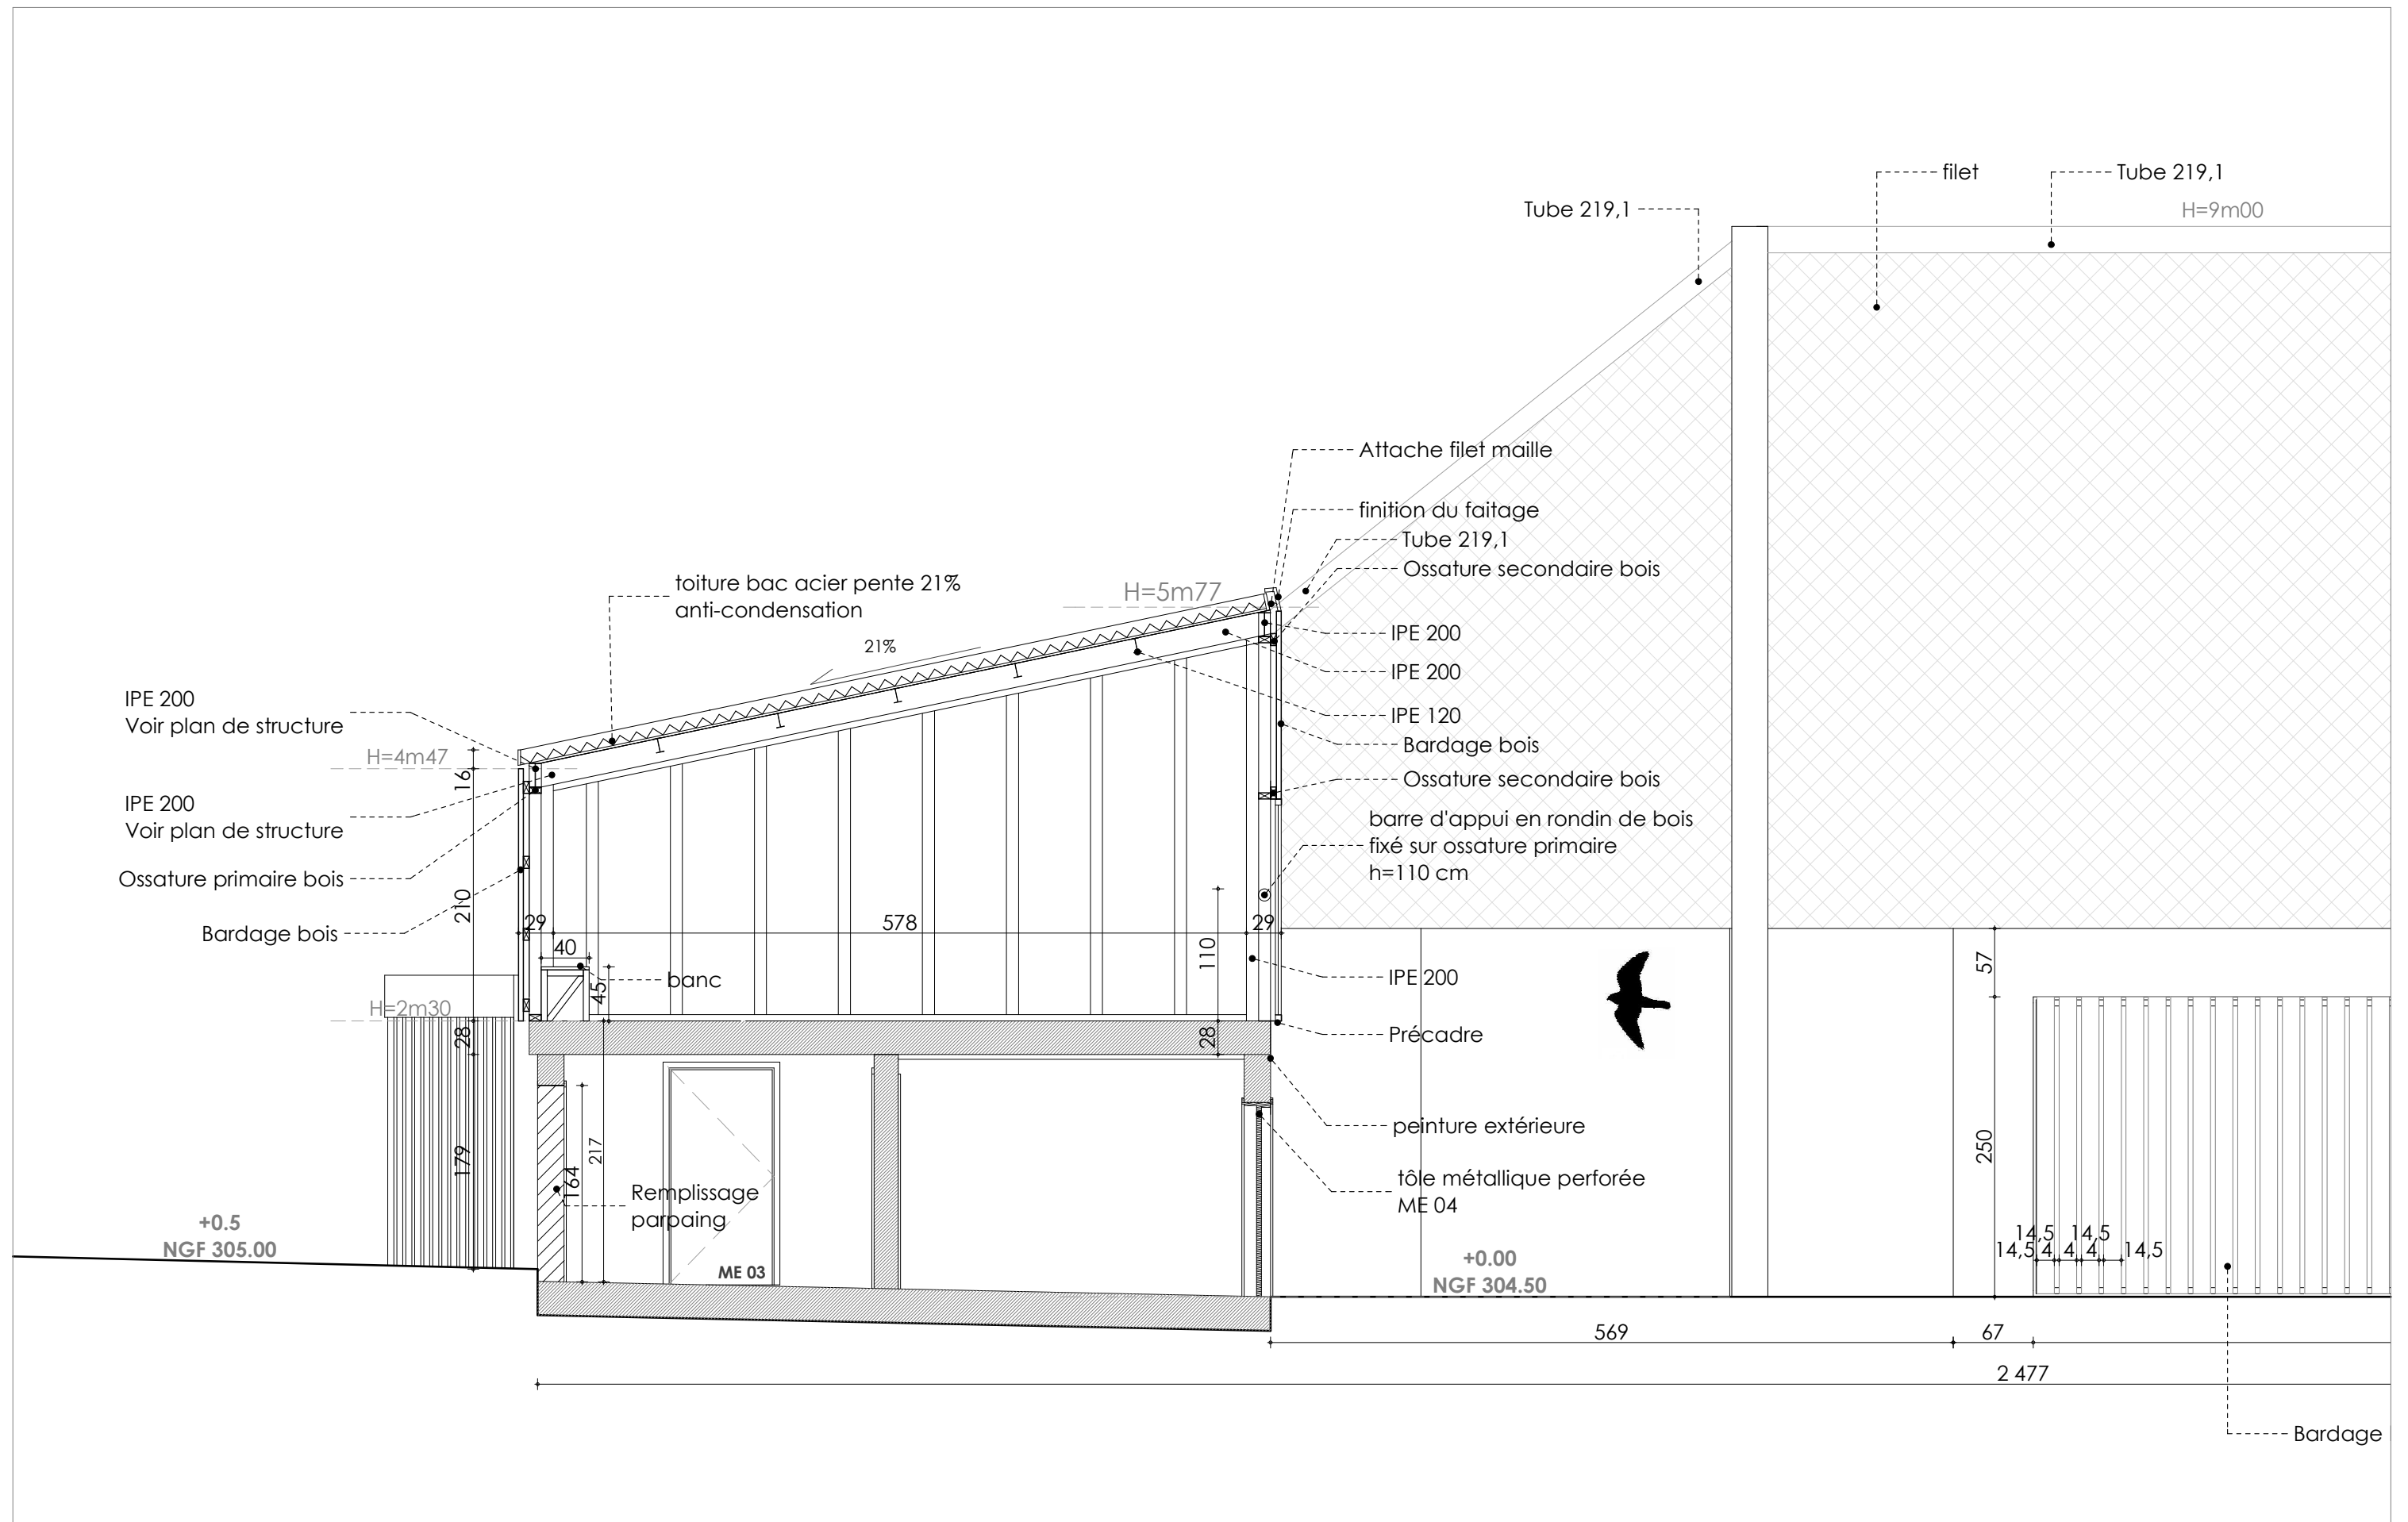 filet
Tube 219,1
H=9m00
Tube 219,1
Attache filet maille
finition du faitage
Tube 219,1
Ossature secondaire bois
toiture bac acier pente 21%
anti-condensation
H=5m77
21%
IPE 200
IPE 200
IPE 120
Bardage bois
Ossature secondaire bois
barre d'appui en rondin de bois
fixé sur ossature primaire
h=110 cm
IPE 200
Voir plan de structure
H=4m47
16
IPE 200
Voir plan de structure
Ossature primaire bois
210
Bardage bois
29
578
29
40
banc
45
110
IPE 200
57
H=2m30
28
28
Précadre
peinture extérieure
tôle métallique perforée
ME 04
179
164
217
Remplissage
parpaing
ME 03
250
+0.5
NGF 305.00
+0.00
NGF 304.50
14,5
14,5
14,5
4
4
4
14,5
569
67
2 477
Bardage